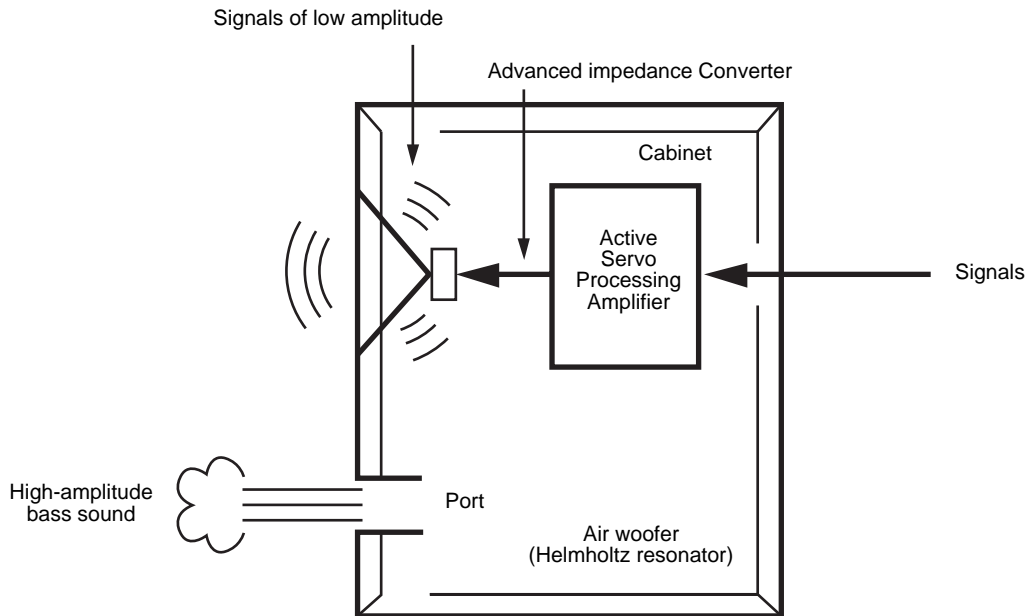 Signals of low amplitude
Advanced impedance Converter
Cabinet
Active
Servo
Processing
Amplifier
Signals
High-amplitude
bass sound
Port
Air woofer
(Helmholtz resonator)